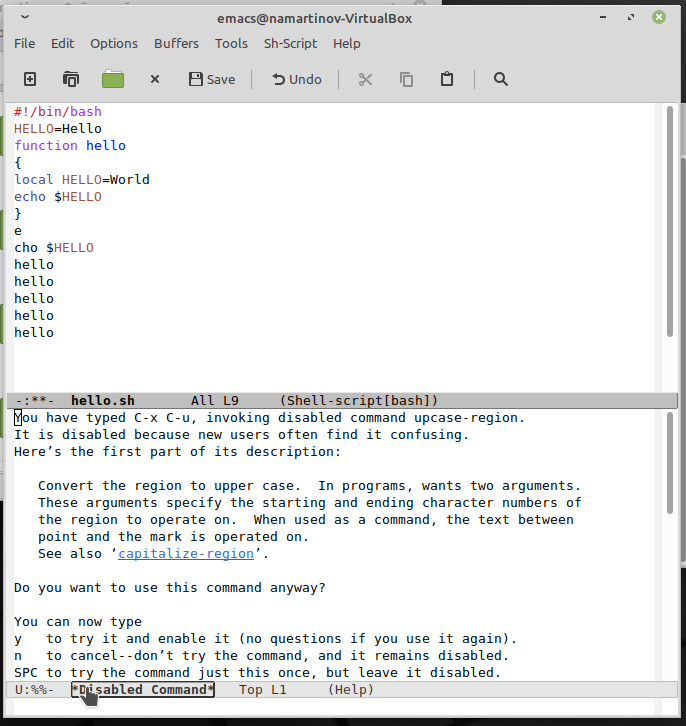 emacs@namartinov-VirtualBox
File Edit Options Buffers Tools Sh-Script Help
Save Undo
#!/bin/bash
HELLO=Hello
function hello
{
local HELLO=World
echo $HELLO
}
e
cho $HELLO
hello
hello
hello
hello
hello
-:**-  hello.sh       All L9     (Shell-script[bash])
You have typed C-x C-u, invoking disabled command upcase-region.
It is disabled because new users often find it confusing.
Here’s the first part of its description:
   Convert the region to upper case.  In programs, wants two arguments.
   These arguments specify the starting and ending character numbers of
   the region to operate on.  When used as a command, the text between
   point and the mark is operated on.
   See also ‘capitalize-region’.
Do you want to use this command anyway?
You can now type
y   to try it and enable it (no questions if you use it again).
n   to cancel--don’t try the command, and it remains disabled.
SPC to try the command just this once, but leave it disabled.
U:%%-  *Disabled Command*   Top L1     (Help)